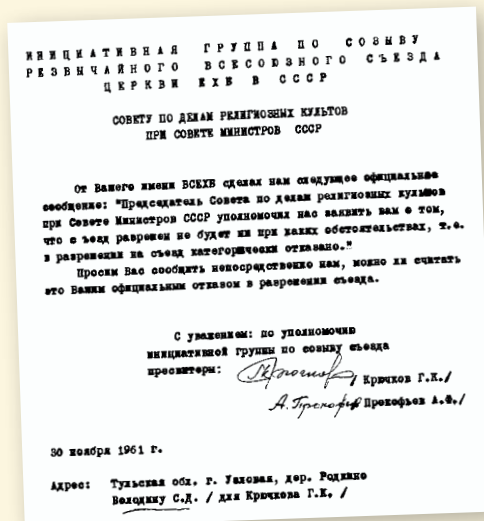 ИНИЦИАТИВНАЯ ГРУППА ПО СОЗЫВУ
РЕЗВЫЧАЙНОГО ВСЕСОЮЗНОГО СЪЕЗДА
ЦЕРКВИ ЕХБ В СССР
СОВЕТУ ПО ДЕЛАМ РЕЛИГИОЗНЫХ КУЛЬТОВ
ПРИ СОВЕТЕ МИНИСТРОВ СССР
От Вашего имени ВСЕХБ сделал нам следующее официальное
сообщение: "Председатель Совета по делам религиозных культов
при Совете Министров СССР уполномочил нас заявить вам о том,
что с ъезд разрешен не будет ни при каких обстоятельствах, т.е.
в разрешении на съезд категорически отказано."
Просим Вас сообщить непосредственно нам, можно ли считать
это Вашим официальным отказом в разрешении съезда.
С уважением: по уполномочию
инициативной группы по созыву съезда
пресвитеры: / Крючков Г.К./
А. Прокофьев / Прокофьев А.Ф./
30 ноября 1961 г.
Адрес: Тульская обл. г. Узловая, дер. Родкино
Володину С.Д. / для Крючкова Г.К. /